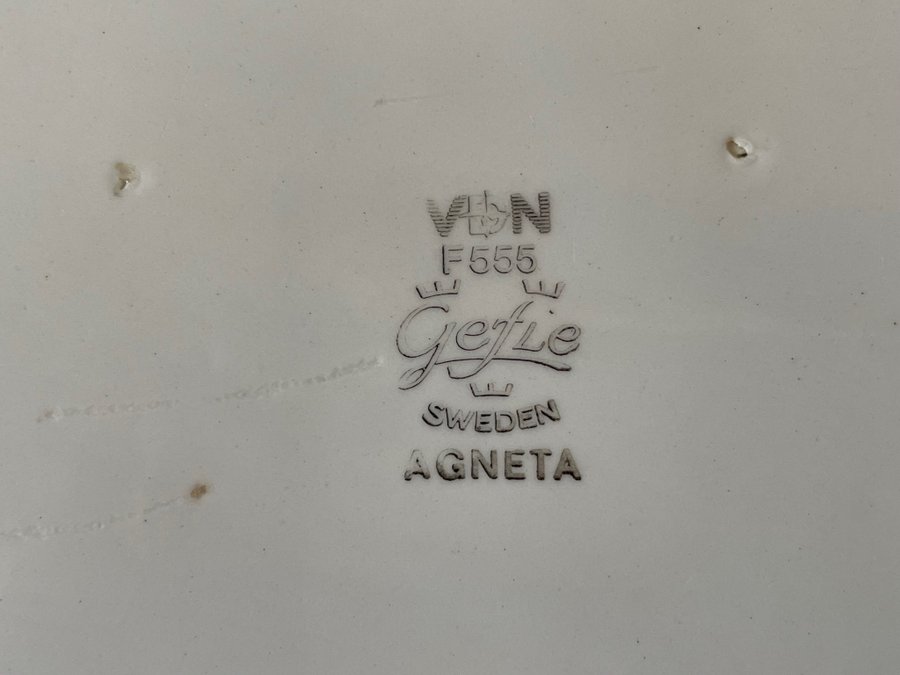 VDN
F555
Gefle
SWEDEN
AGNETA